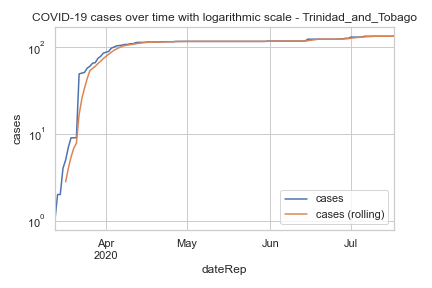 COVID-19 cases over time with logarithmic scale - Trinidad_and_Tobago
10²
10¹
10⁰
cases
Apr
2020
May
Jun
Jul
dateRep
cases
cases (rolling)